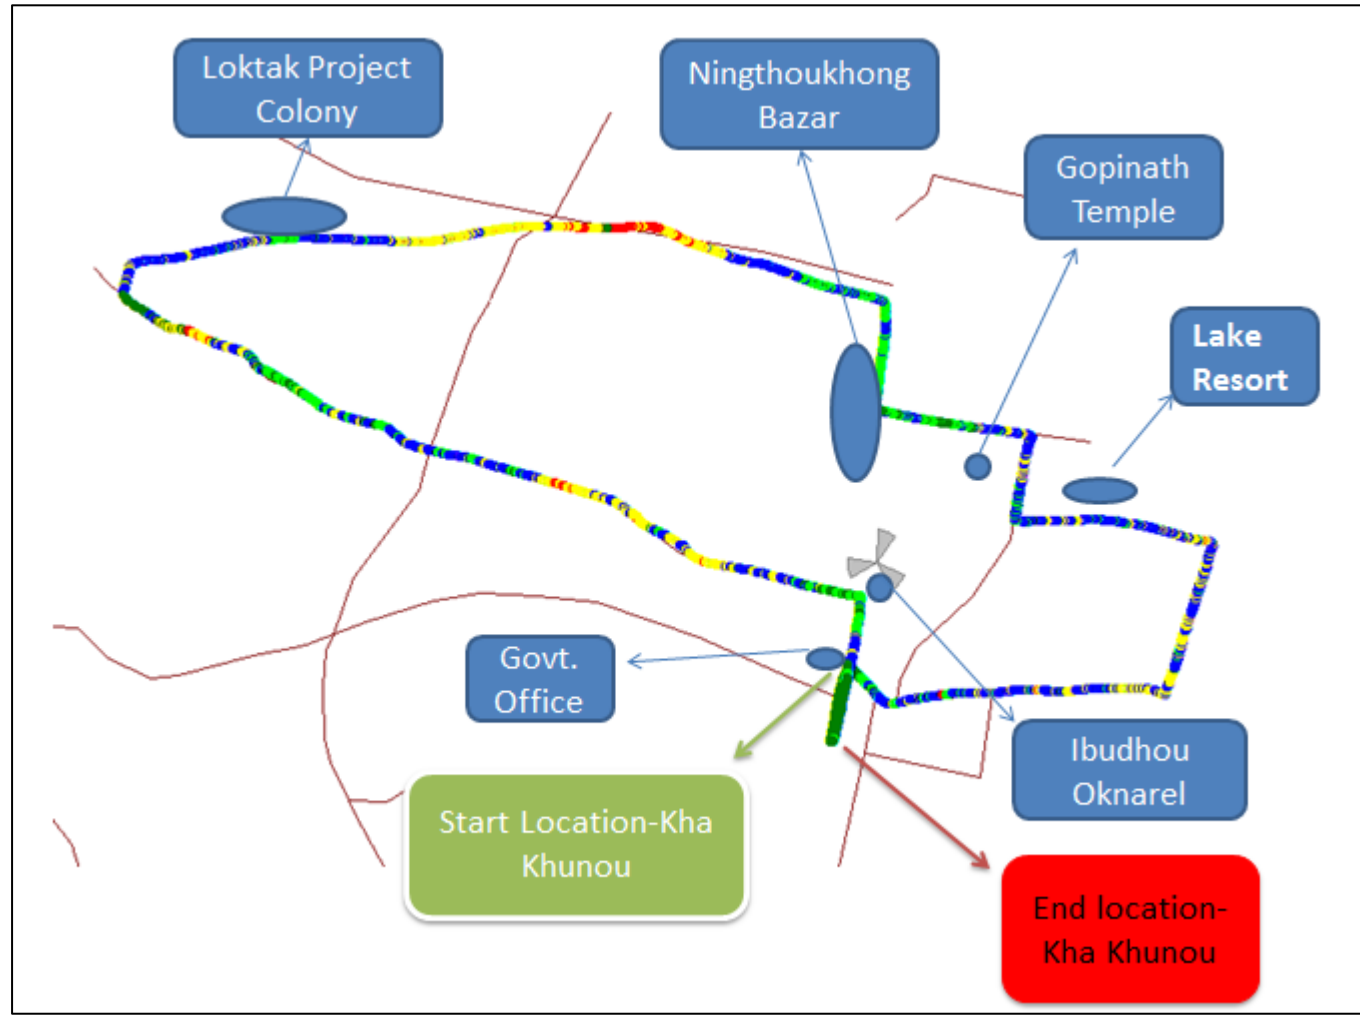 Loktak Project
Colony
Ningthoukhong
Bazar
Gopinath
Temple
Lake
Resort
Govt.
Office
Ibudhou
Oknarel
Start Location-Kha
Khunou
End location-
Kha Khunou